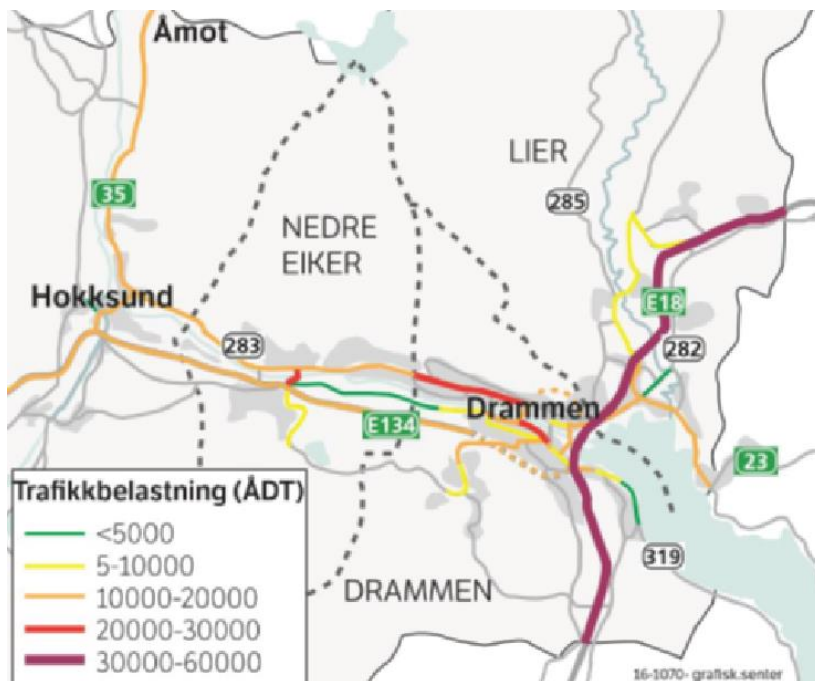 Åmot
LIER
35
285
NEDRE
EIKER
Hokksund
E18
283
282
Drammen
E134
23
Trafikkbelastning (ÅDT)
<5000
5-10000
10000-20000
20000-30000
30000-60000
319
DRAMMEN
16-1070- grafisk.senter